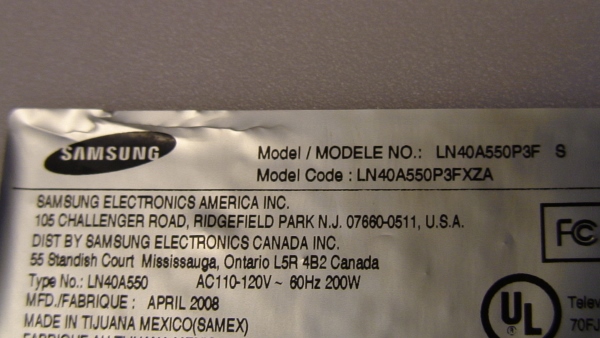 SAMSUNG
Model / MODELE NO.: LN40A550P3F S
Model Code : LN40A550P3FXZA
SAMSUNG ELECTRONICS AMERICA INC.
105 CHALLENGER ROAD, RIDGEFIELD PARK N.J. 07660-0511, U.S.A.
DIST BY SAMSUNG ELECTRONICS CANADA INC.
55 Standish Court Mississauga, Ontario L5R 4B2 Canada
Type No.: LN40A550 AC110-120V ~ 60Hz 200W
MFD./FABRIQUE : APRIL 2008
MADE IN TIJUANA MEXICO(SAMEX)
FC
UL
Telev
70FJ